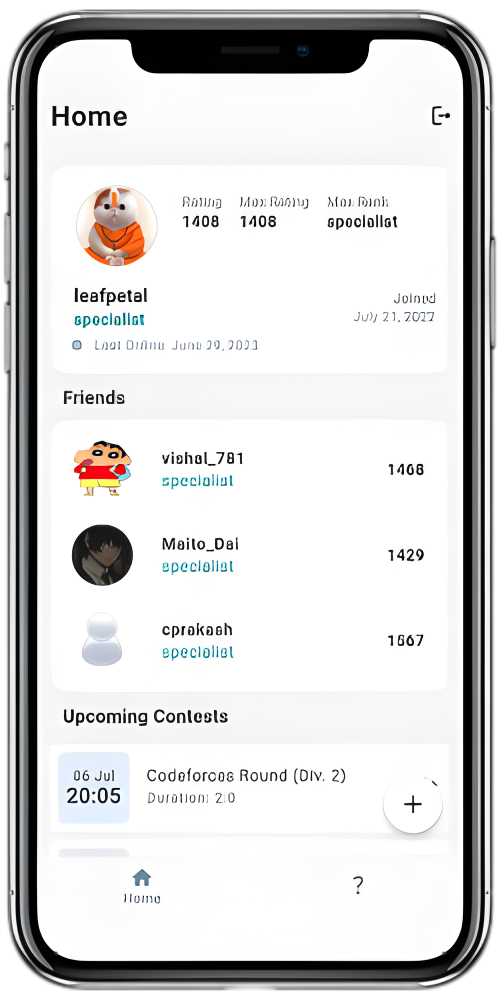 Home
Rating Max Rating Max Rank
1408 1408 specialist
leafpetal
specialist
Joined
July 21, 2022
Last Online: June 29, 2023
Friends
vishal_781
specialist
1468
Maito_Dai
specialist
1429
cprakash
specialist
Upcoming Contests
06 Jul
20:05
Codeforces Round (Div. 2)
Duration: 2:0
+
Home
?